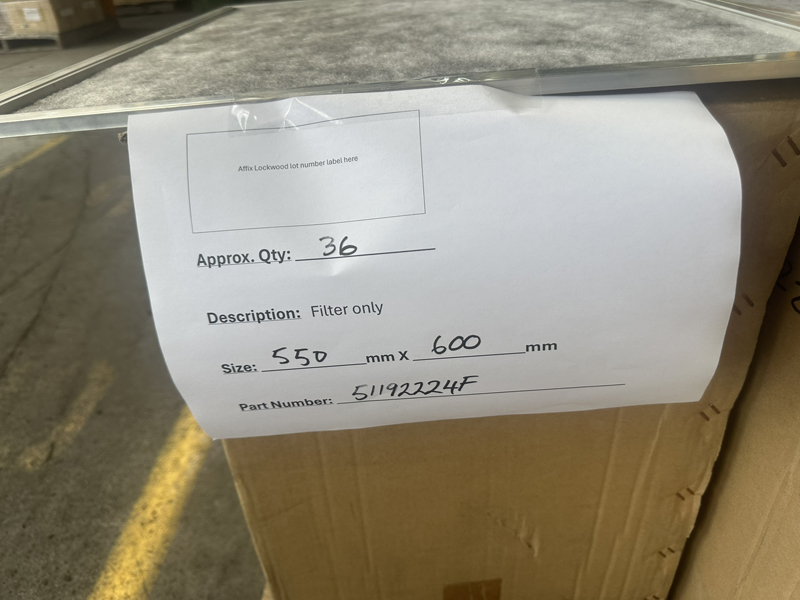 Affix Lockwood lot number label here
Approx. Qty: 36
Description: Filter only
Size: 550 mm X 600 mm
Part Number: 51192224F